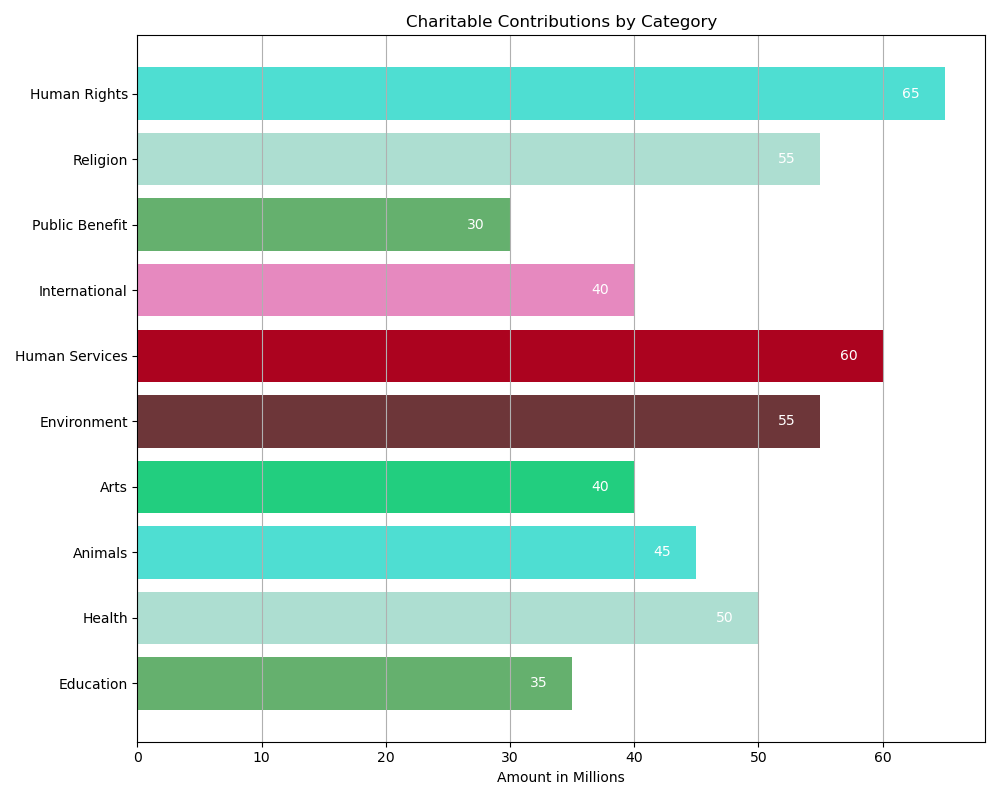 Charitable Contributions by Category
Human Rights 65
Religion 55
Public Benefit 30
International 40
Human Services 60
Environment 55
Arts 40
Animals 45
Health 50
Education 35
0 10 20 30 40 50 60
Amount in Millions